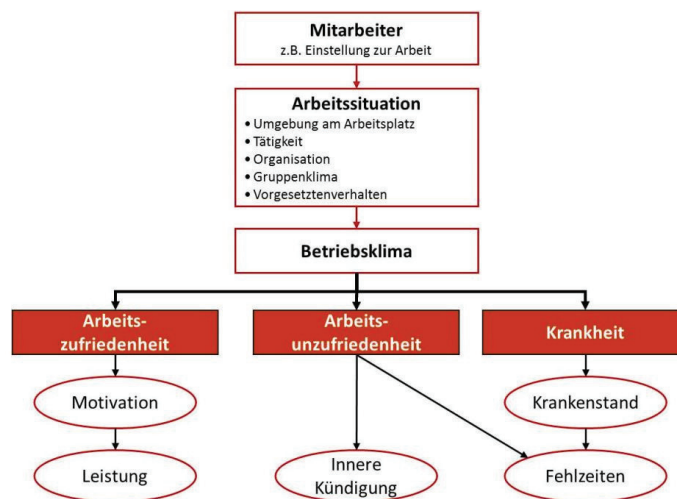 Mitarbeiter
z.B. Einstellung zur Arbeit
Arbeitssituation
• Umgebung am Arbeitsplatz
• Tätigkeit
• Organisation
• Gruppenklima
• Vorgesetztenverhalten
Betriebsklima
Arbeits-
zufriedenheit
Arbeits-
unzufriedenheit
Krankheit
Motivation
Krankenstand
Leistung
Innere
Kündigung
Fehlzeiten